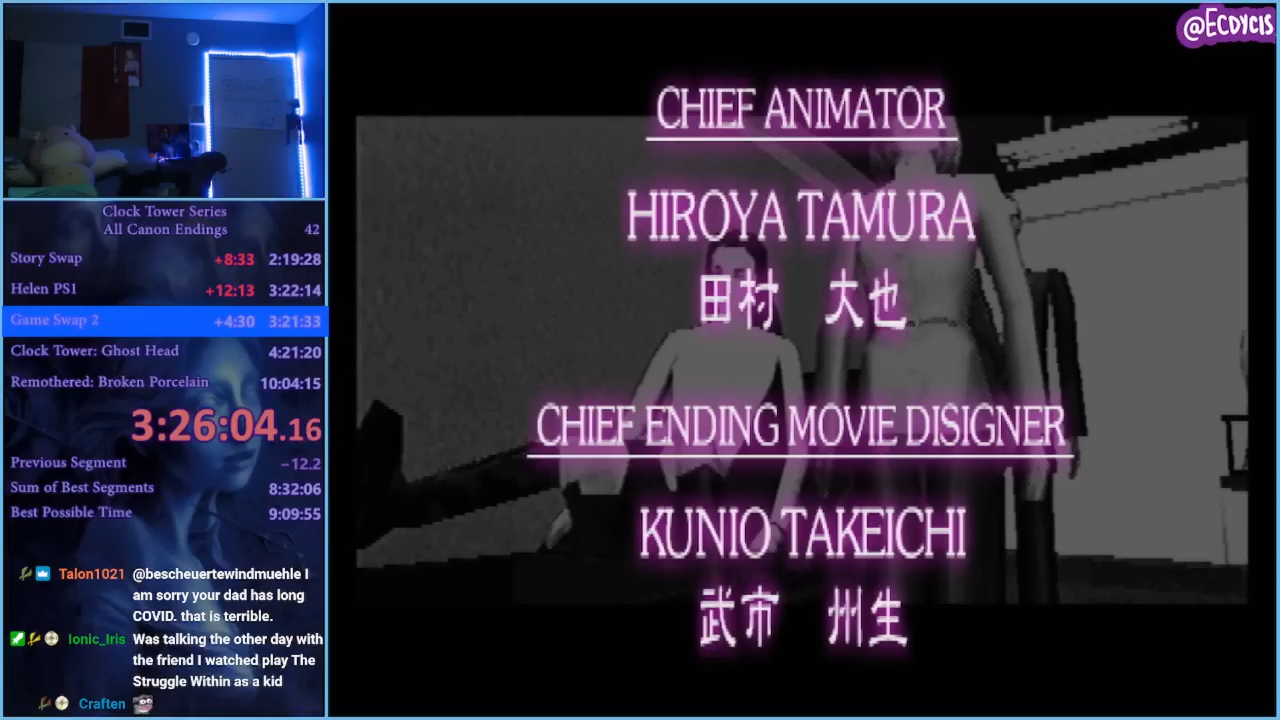 @ECDYCIS
Clock Tower Series
All Canon Endings 42
Story Swap +8:33 2:19:28
Helen PS1 +12:13 3:22:14
Game Swap 2 +4:30 3:21:33
Clock Tower: Ghost Head 4:21:20
Remothered: Broken Porcelain 10:04:15
3:26:04.16
Previous Segment −12.2
Sum of Best Segments 8:32:06
Best Possible Time 9:09:55
Talon1021 @bescheuertewindmuehle I
am sorry your dad has long
COVID. that is terrible.
Ionic_Iris Was talking the other day with
the friend I watched play The
Struggle Within as a kid
Craften
CHIEF ANIMATOR
HIROYA TAMURA
田村 大也
CHIEF ENDING MOVIE DISIGNER
KUNIO TAKEICHI
武市 州生